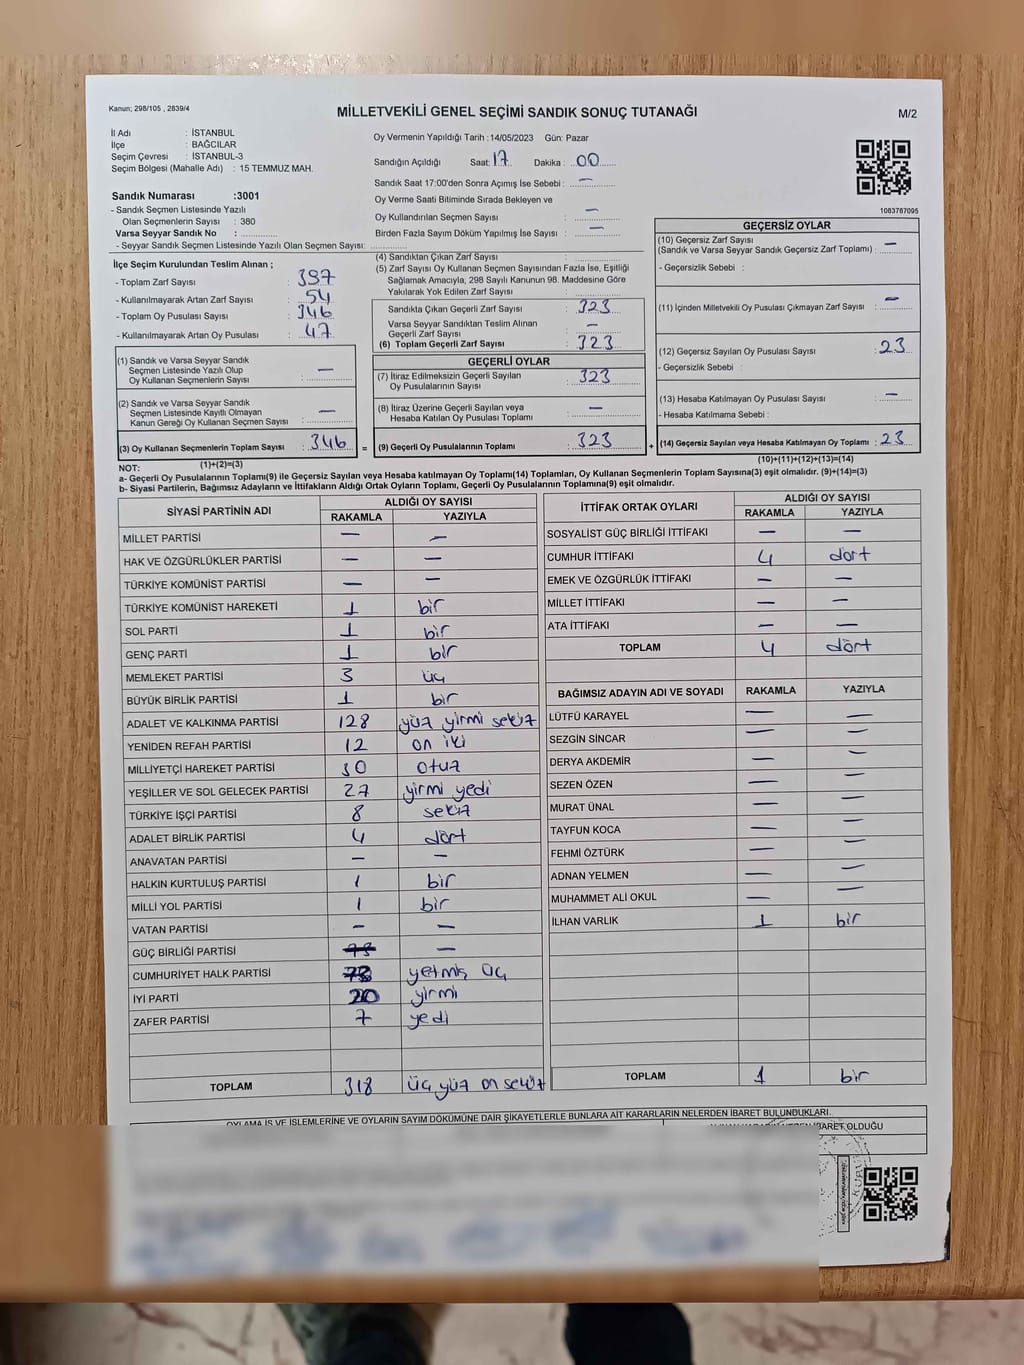 Kanun; 298/105 , 2839/4
MİLLETVEKİLİ GENEL SEÇİMİ SANDIK SONUÇ TUTANAĞI
M/2
İl Adı : İSTANBUL
İlçe : BAĞCILAR
Seçim Çevresi : İSTANBUL-3
Seçim Bölgesi (Mahalle Adı) : 15 TEMMUZ MAH.
Sandık Numarası :3001
- Sandık Seçmen Listesinde Yazılı
Olan Seçmenlerin Sayısı : 380
Varsa Seyyar Sandık No :
- Seyyar Sandık Seçmen Listesinde Yazılı Olan Seçmen Sayısı:
Oy Vermenin Yapıldığı Tarih :14/05/2023 Gün: Pazar
Sandığın Açıldığı Saat: 17 Dakika : 00
Sandık Saat 17:00'den Sonra Açımış İse Sebebi : —
Oy Verme Saati Bitiminde Sırada Bekleyen ve
Oy Kullandırılan Seçmen Sayısı : —
Birden Fazla Sayım Döküm Yapılmış İse Sayısı : —
1083767095
İlçe Seçim Kurulundan Teslim Alınan ;
- Toplam Zarf Sayısı : 397
- Kullanılmayarak Artan Zarf Sayısı : 54
- Toplam Oy Pusulası Sayısı : 346
- Kullanılmayarak Artan Oy Pusulası : 47
(4) Sandıktan Çıkan Zarf Sayısı :
(5) Zarf Sayısı Oy Kullanan Seçmen Sayısından Fazla İse, Eşitliği
Sağlamak Amacıyla, 298 Sayılı Kanunun 98. Maddesine Göre
Yakılarak Yok Edilen Zarf Sayısı :
Sandıkta Çıkan Geçerli Zarf Sayısı : 323
Varsa Seyyar Sandıktan Teslim Alınan
Geçerli Zarf Sayısı : —
(6) Toplam Geçerli Zarf Sayısı : 323
GEÇERSİZ OYLAR
(10) Geçersiz Zarf Sayısı
(Sandık ve Varsa Seyyar Sandık Geçersiz Zarf Toplamı) : —
- Geçersizlik Sebebi :
(11) İçinden Milletvekili Oy Pusulası Çıkmayan Zarf Sayısı : —
(12) Geçersiz Sayılan Oy Pusulası Sayısı : 23
- Geçersizlik Sebebi :
(13) Hesaba Katılmayan Oy Pusulası Sayısı : —
- Hesaba Katılmama Sebebi :
(14) Geçersiz Sayılan veya Hesaba Katılmayan Oy Toplamı : 23
(10)+(11)+(12)+(13)=(14)
(1) Sandık ve Varsa Seyyar Sandık
Seçmen Listesinde Yazılı Olup
Oy Kullanan Seçmenlerin Sayısı : —
(2) Sandık ve Varsa Seyyar Sandık
Seçmen Listesinde Kayıtlı Olmayan
Kanun Gereği Oy Kullanan Seçmen Sayısı : —
(3) Oy Kullanan Seçmenlerin Toplam Sayısı : 346 =
(1)+(2)=(3)
GEÇERLİ OYLAR
(7) İtiraz Edilmeksizin Geçerli Sayılan
Oy Pusulalarının Sayısı : 323
(8) İtiraz Üzerine Geçerli Sayılan veya
Hesaba Katılan Oy Pusulası Toplamı : —
(9) Geçerli Oy Pusulalarının Toplamı : 323 +
NOT:
a- Geçerli Oy Pusulalarının Toplamı(9) ile Geçersiz Sayılan veya Hesaba katılmayan Oy Toplamı(14) Toplamları, Oy Kullanan Seçmenlerin Toplam Sayısına(3) eşit olmalıdır. (9)+(14)=(3)
b- Siyasi Partilerin, Bağımsız Adayların ve İttifakların Aldığı Ortak Oyların Toplamı, Geçerli Oy Pusulalarının Toplamına(9) eşit olmalıdır.
SİYASİ PARTİNİN ADI ALDIĞI OY SAYISI
RAKAMLA YAZIYLA
MİLLET PARTİSİ — —
HAK VE ÖZGÜRLÜKLER PARTİSİ — —
TÜRKİYE KOMÜNİST PARTİSİ — —
TÜRKİYE KOMÜNİST HAREKETİ 1 bir
SOL PARTİ 1 bir
GENÇ PARTİ 1 bir
MEMLEKET PARTİSİ 3 üç
BÜYÜK BİRLİK PARTİSİ 1 bir
ADALET VE KALKINMA PARTİSİ 128 yüz yirmi sekiz
YENİDEN REFAH PARTİSİ 12 on iki
MİLLİYETÇİ HAREKET PARTİSİ 30 otuz
YEŞİLLER VE SOL GELECEK PARTİSİ 27 yirmi yedi
TÜRKİYE İŞÇİ PARTİSİ 8 sekiz
ADALET BİRLİK PARTİSİ 4 dört
ANAVATAN PARTİSİ — —
HALKIN KURTULUŞ PARTİSİ 1 bir
MİLLİ YOL PARTİSİ 1 bir
VATAN PARTİSİ — —
GÜÇ BİRLİĞİ PARTİSİ 73 —
CUMHURİYET HALK PARTİSİ 73 yetmiş üç
İYİ PARTİ 20 yirmi
ZAFER PARTİSİ 7 yedi
TOPLAM 318 üç yüz on sekiz
İTTİFAK ORTAK OYLARI ALDIĞI OY SAYISI
RAKAMLA YAZIYLA
SOSYALİST GÜÇ BİRLİĞİ İTTİFAKI — —
CUMHUR İTTİFAKI 4 dört
EMEK VE ÖZGÜRLÜK İTTİFAKI — —
MİLLET İTTİFAKI — —
ATA İTTİFAKI — —
TOPLAM 4 dört
BAĞIMSIZ ADAYIN ADI VE SOYADI RAKAMLA YAZIYLA
LÜTFÜ KARAYEL — —
SEZGİN SİNCAR — —
DERYA AKDEMİR — —
SEZEN ÖZEN — —
MURAT ÜNAL — —
TAYFUN KOCA — —
FEHMİ ÖZTÜRK — —
ADNAN YELMEN — —
MUHAMMET ALİ OKUL — —
İLHAN VARLIK 1 bir
TOPLAM 1 bir
OYLAMA İŞ VE İŞLEMLERİNE VE OYLARIN SAYIM DÖKÜMÜNE DAİR ŞİKAYETLERLE BUNLARA AİT KARARLARIN NELERDEN İBARET BULUNDUKLARI.
İBARET OLDUĞU